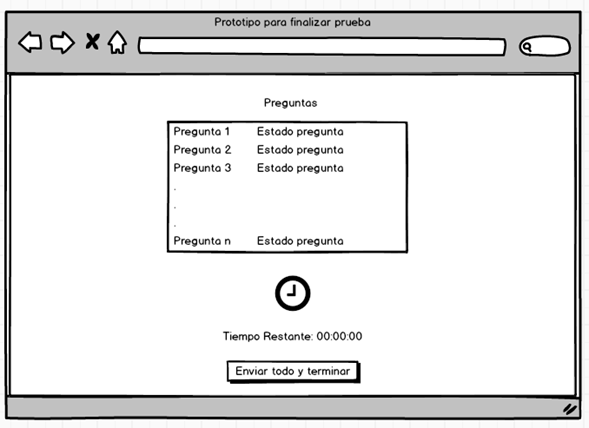 Prototipo para finalizar prueba
Preguntas
Pregunta 1 Estado pregunta
Pregunta 2 Estado pregunta
Pregunta 3 Estado pregunta
.
.
.
Pregunta n Estado pregunta
Tiempo Restante: 00:00:00
Enviar todo y terminar